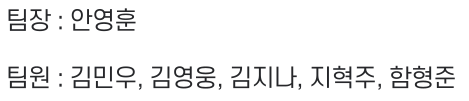 팀장 : 안영훈
팀원 : 김민우, 김영웅, 김지나, 지혁주, 함형준